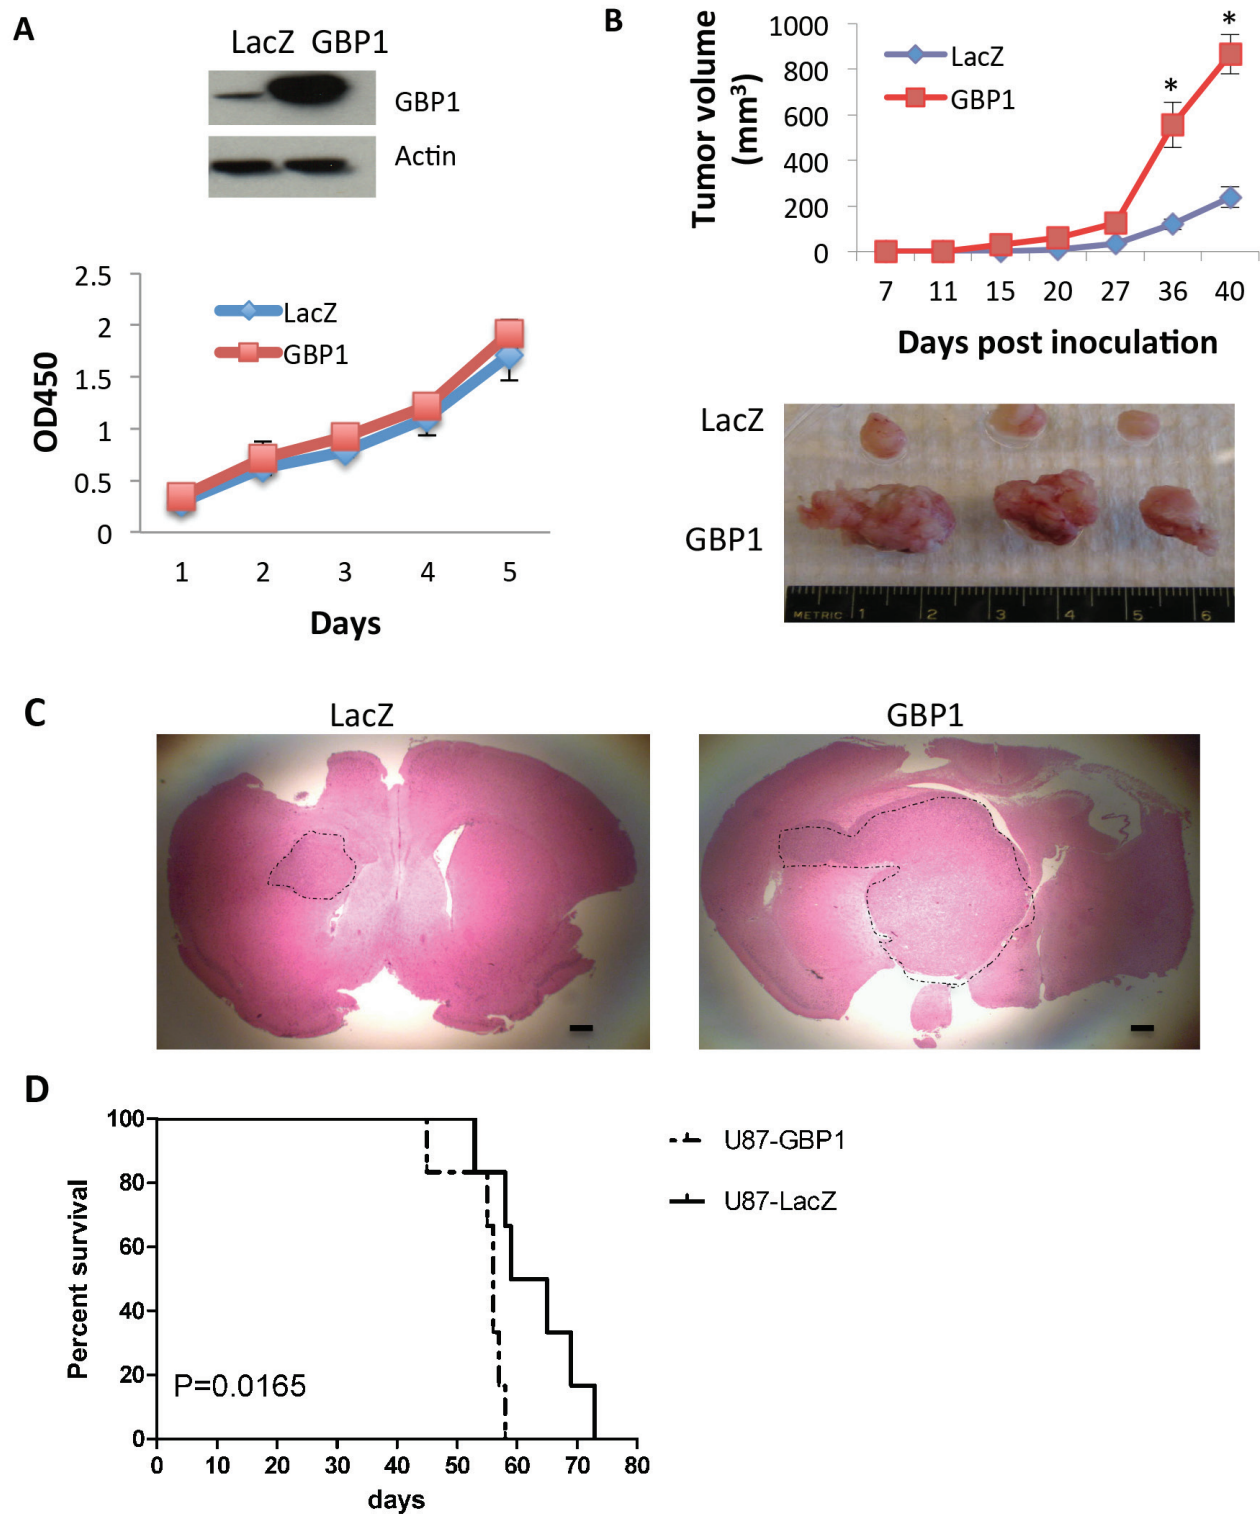 A
LacZ GBP1
GBP1
Actin
2.5
2
1.5
1
0.5
0
OD450
LacZ
GBP1
1 2 3 4 5
Days
B
Tumor volume
(mm³)
1000
800
600
400
200
0
LacZ
GBP1
*
*
7 11 15 20 27 36 40
Days post inoculation
LacZ
GBP1
METRIC 1 2 3 4 5 6
C
LacZ GBP1
D
Percent survival
100
80
60
40
20
0
P=0.0165
0 10 20 30 40 50 60 70 80
days
U87-GBP1
U87-LacZ